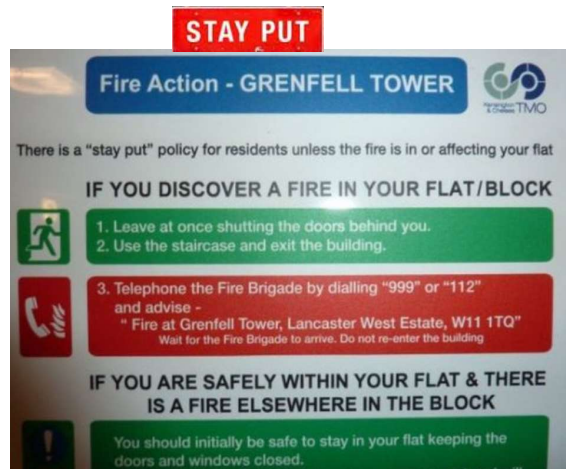 STAY PUT
Fire Action - GRENFELL TOWER
Kensington
& Chelsea TMO
There is a "stay put" policy for residents unless the fire is in or affecting your flat
IF YOU DISCOVER A FIRE IN YOUR FLAT/BLOCK
1. Leave at once shutting the doors behind you.
2. Use the staircase and exit the building.
3. Telephone the Fire Brigade by dialling "999" or "112"
and advise -
" Fire at Grenfell Tower, Lancaster West Estate, W11 1TQ"
Wait for the Fire Brigade to arrive. Do not re-enter the building
IF YOU ARE SAFELY WITHIN YOUR FLAT & THERE
IS A FIRE ELSEWHERE IN THE BLOCK
You should initially be safe to stay in your flat keeping the
doors and windows closed.